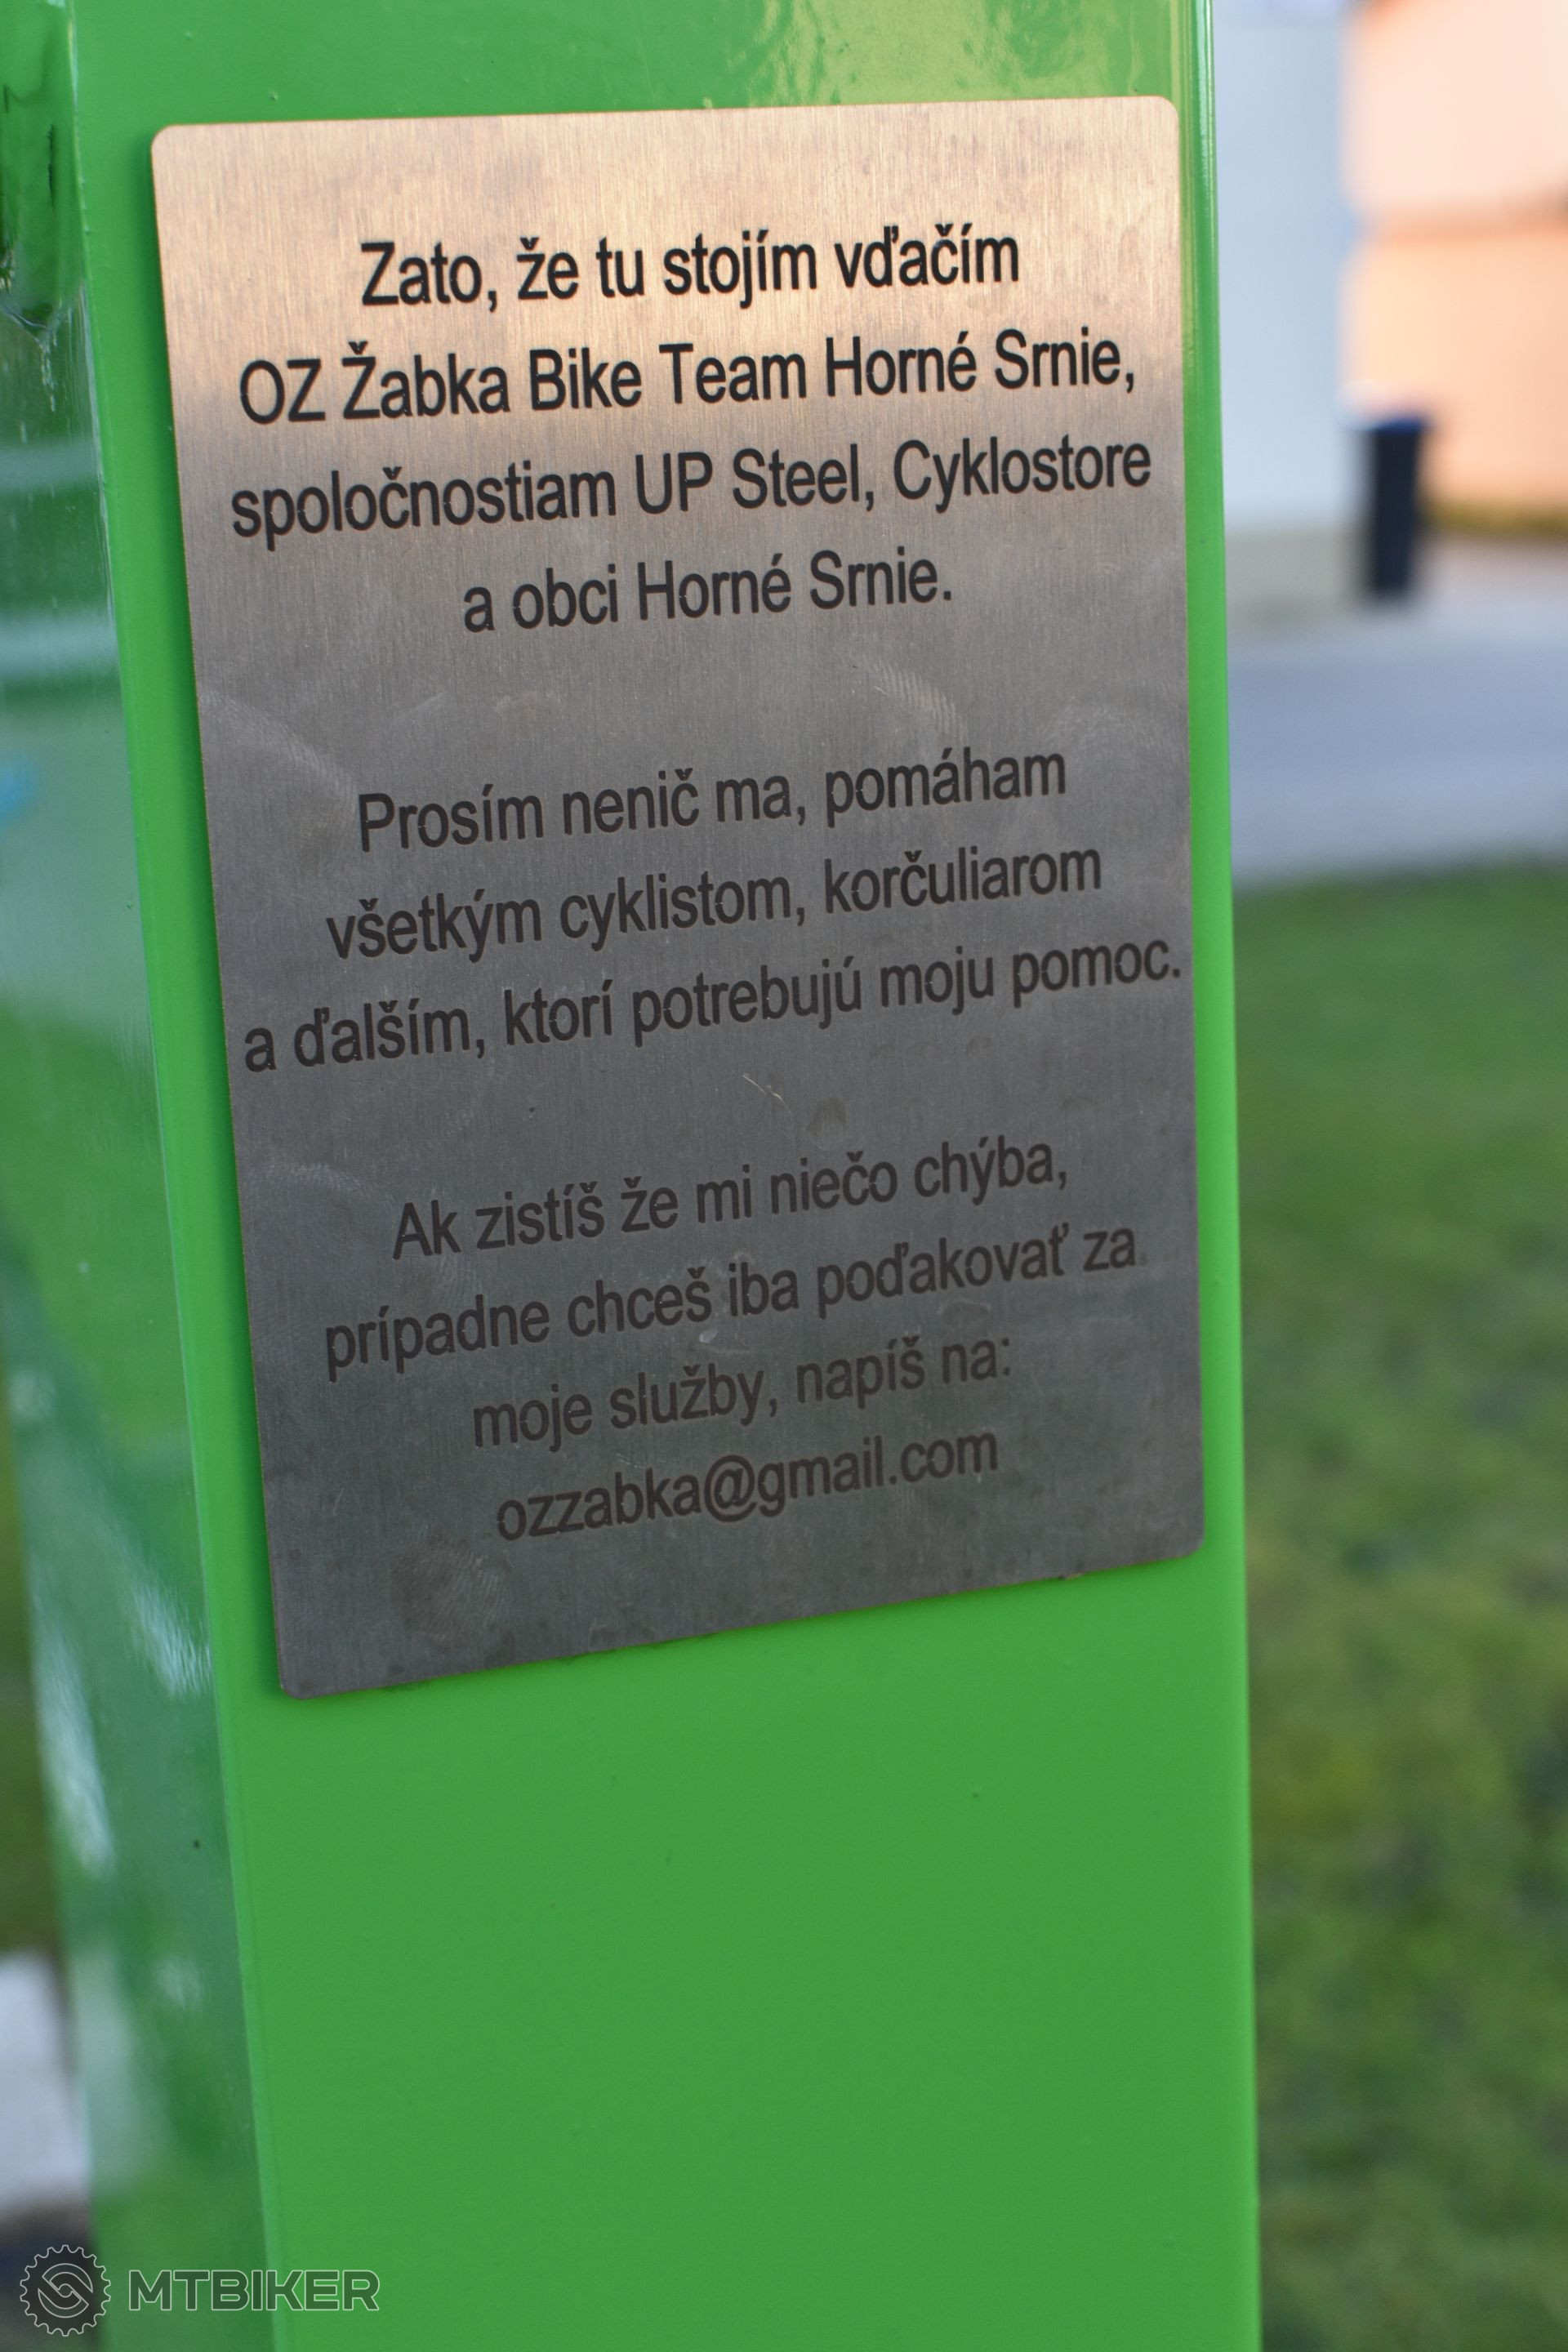 Zato, že tu stojím vďačím
OZ Žabka Bike Team Horné Srnie,
spoločnostiam UP Steel, Cyklostore
a obci Horné Srnie.
Prosím nenič ma, pomáham
všetkým cyklistom, korčuliarom
a ďalším, ktorí potrebujú moju pomoc.
Ak zistíš že mi niečo chýba,
prípadne chceš iba poďakovať za
moje služby, napíš na:
ozzabka@gmail.com
MTBIKER